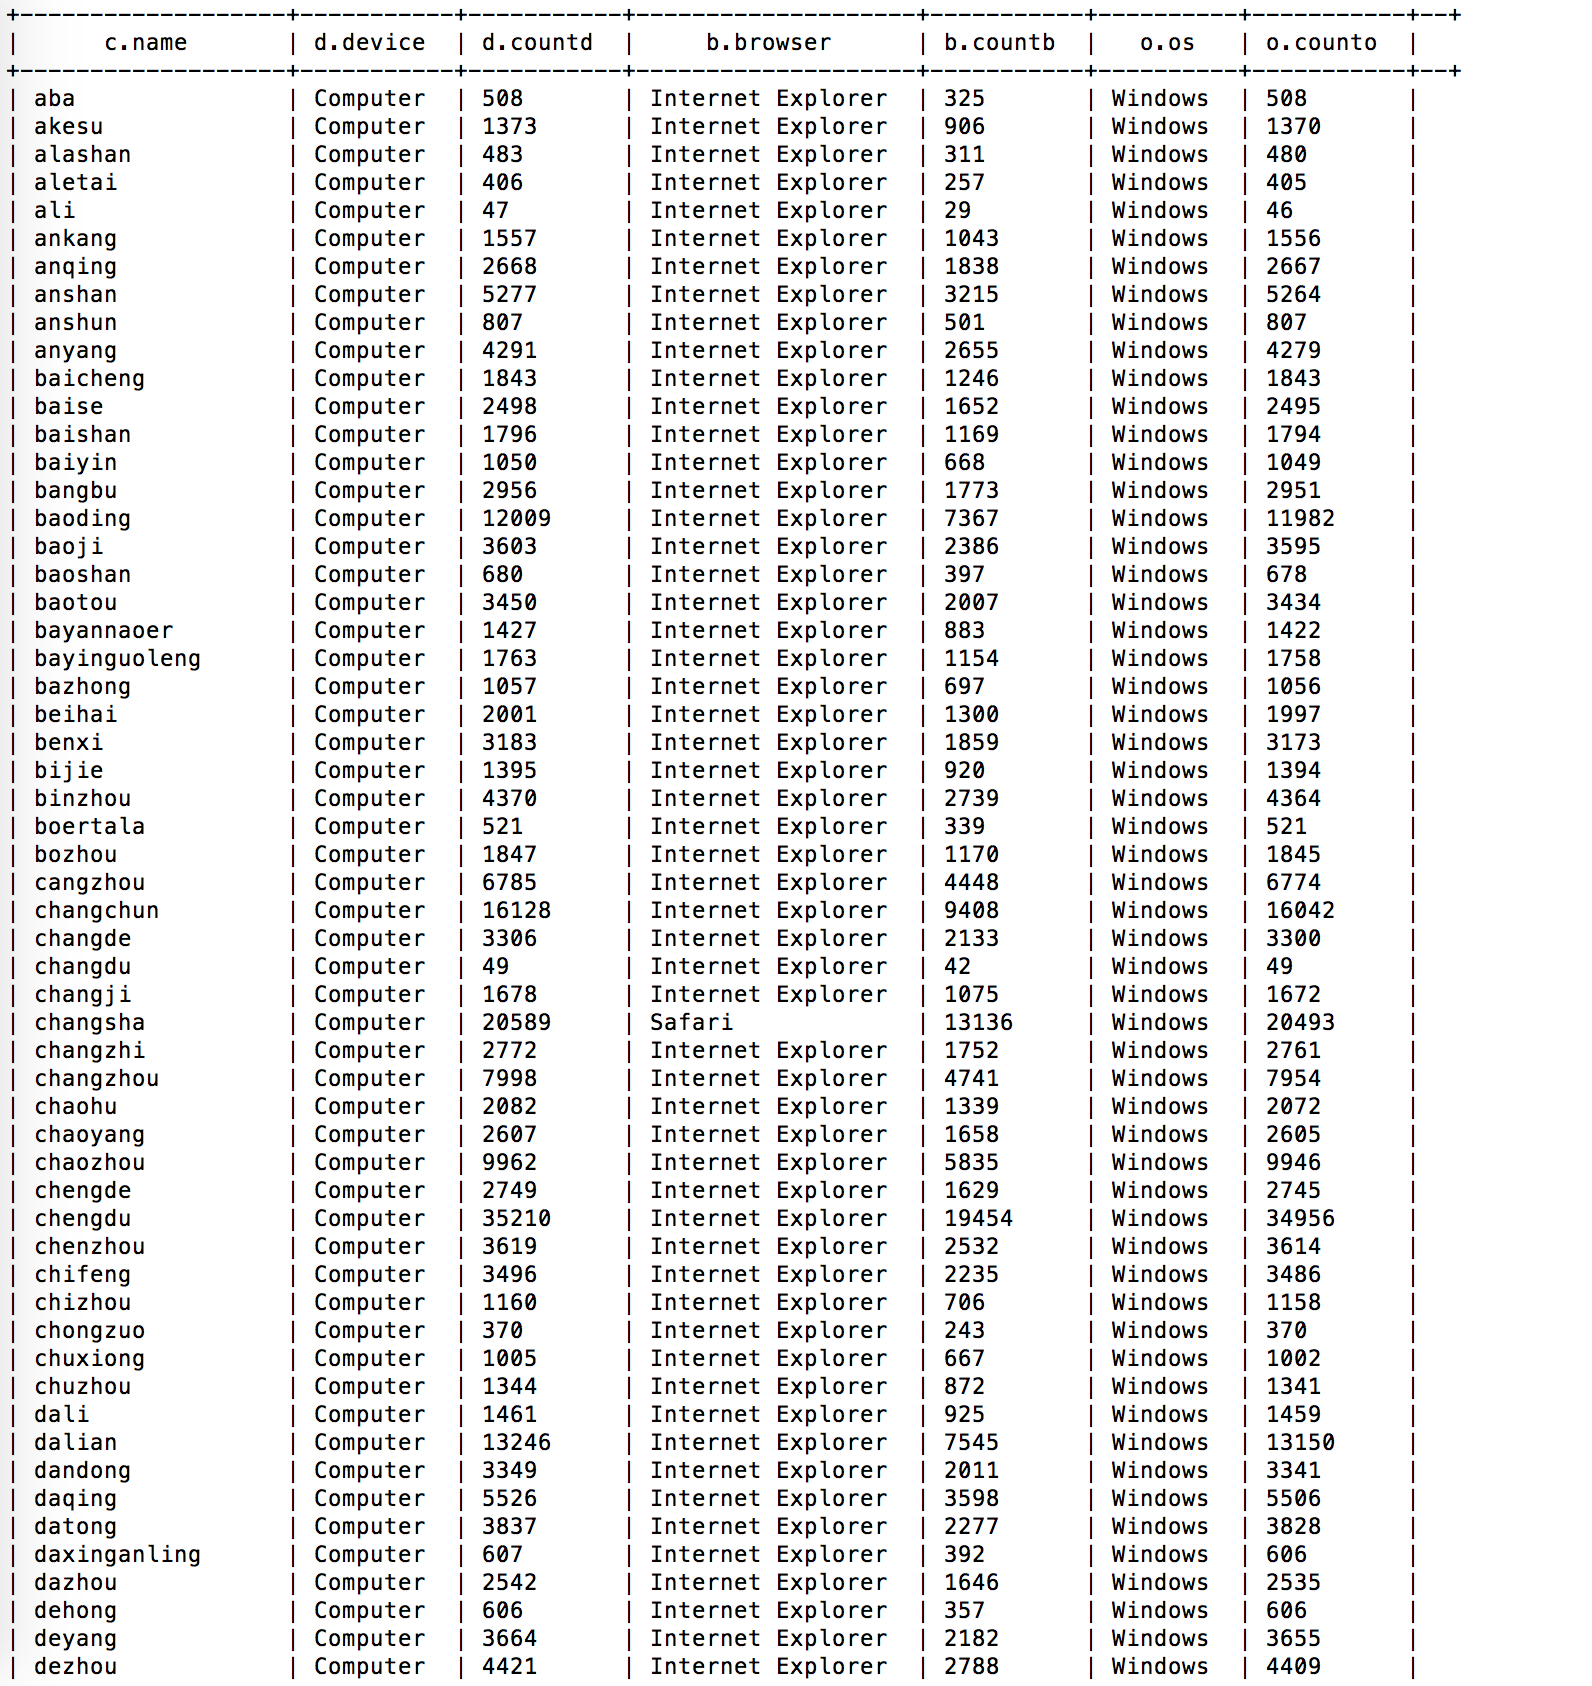 +-------------------+-----------+-----------+--------------------+-----------+----------+-----------+--+
|      c.name       | d.device  | d.countd  |     b.browser      | b.countb  |   o.os   | o.counto  |
+-------------------+-----------+-----------+--------------------+-----------+----------+-----------+--+
| aba               | Computer  | 508       | Internet Explorer  | 325       | Windows  | 508       |
| akesu             | Computer  | 1373      | Internet Explorer  | 906       | Windows  | 1370      |
| alashan           | Computer  | 483       | Internet Explorer  | 311       | Windows  | 480       |
| aletai            | Computer  | 406       | Internet Explorer  | 257       | Windows  | 405       |
| ali               | Computer  | 47        | Internet Explorer  | 29        | Windows  | 46        |
| ankang            | Computer  | 1557      | Internet Explorer  | 1043      | Windows  | 1556      |
| anqing            | Computer  | 2668      | Internet Explorer  | 1838      | Windows  | 2667      |
| anshan            | Computer  | 5277      | Internet Explorer  | 3215      | Windows  | 5264      |
| anshun            | Computer  | 807       | Internet Explorer  | 501       | Windows  | 807       |
| anyang            | Computer  | 4291      | Internet Explorer  | 2655      | Windows  | 4279      |
| baicheng          | Computer  | 1843      | Internet Explorer  | 1246      | Windows  | 1843      |
| baise             | Computer  | 2498      | Internet Explorer  | 1652      | Windows  | 2495      |
| baishan           | Computer  | 1796      | Internet Explorer  | 1169      | Windows  | 1794      |
| baiyin            | Computer  | 1050      | Internet Explorer  | 668       | Windows  | 1049      |
| bangbu            | Computer  | 2956      | Internet Explorer  | 1773      | Windows  | 2951      |
| baoding           | Computer  | 12009     | Internet Explorer  | 7367      | Windows  | 11982     |
| baoji             | Computer  | 3603      | Internet Explorer  | 2386      | Windows  | 3595      |
| baoshan           | Computer  | 680       | Internet Explorer  | 397       | Windows  | 678       |
| baotou            | Computer  | 3450      | Internet Explorer  | 2007      | Windows  | 3434      |
| bayannaoer        | Computer  | 1427      | Internet Explorer  | 883       | Windows  | 1422      |
| bayinguoleng      | Computer  | 1763      | Internet Explorer  | 1154      | Windows  | 1758      |
| bazhong           | Computer  | 1057      | Internet Explorer  | 697       | Windows  | 1056      |
| beihai            | Computer  | 2001      | Internet Explorer  | 1300      | Windows  | 1997      |
| benxi             | Computer  | 3183      | Internet Explorer  | 1859      | Windows  | 3173      |
| bijie             | Computer  | 1395      | Internet Explorer  | 920       | Windows  | 1394      |
| binzhou           | Computer  | 4370      | Internet Explorer  | 2739      | Windows  | 4364      |
| boertala          | Computer  | 521       | Internet Explorer  | 339       | Windows  | 521       |
| bozhou            | Computer  | 1847      | Internet Explorer  | 1170      | Windows  | 1845      |
| cangzhou          | Computer  | 6785      | Internet Explorer  | 4448      | Windows  | 6774      |
| changchun         | Computer  | 16128     | Internet Explorer  | 9408      | Windows  | 16042     |
| changde           | Computer  | 3306      | Internet Explorer  | 2133      | Windows  | 3300      |
| changdu           | Computer  | 49        | Internet Explorer  | 42        | Windows  | 49        |
| changji           | Computer  | 1678      | Internet Explorer  | 1075      | Windows  | 1672      |
| changsha          | Computer  | 20589     | Safari             | 13136     | Windows  | 20493     |
| changzhi          | Computer  | 2772      | Internet Explorer  | 1752      | Windows  | 2761      |
| changzhou         | Computer  | 7998      | Internet Explorer  | 4741      | Windows  | 7954      |
| chaohu            | Computer  | 2082      | Internet Explorer  | 1339      | Windows  | 2072      |
| chaoyang          | Computer  | 2607      | Internet Explorer  | 1658      | Windows  | 2605      |
| chaozhou          | Computer  | 9962      | Internet Explorer  | 5835      | Windows  | 9946      |
| chengde           | Computer  | 2749      | Internet Explorer  | 1629      | Windows  | 2745      |
| chengdu           | Computer  | 35210     | Internet Explorer  | 19454     | Windows  | 34956     |
| chenzhou          | Computer  | 3619      | Internet Explorer  | 2532      | Windows  | 3614      |
| chifeng           | Computer  | 3496      | Internet Explorer  | 2235      | Windows  | 3486      |
| chizhou           | Computer  | 1160      | Internet Explorer  | 706       | Windows  | 1158      |
| chongzuo          | Computer  | 370       | Internet Explorer  | 243       | Windows  | 370       |
| chuxiong          | Computer  | 1005      | Internet Explorer  | 667       | Windows  | 1002      |
| chuzhou           | Computer  | 1344      | Internet Explorer  | 872       | Windows  | 1341      |
| dali              | Computer  | 1461      | Internet Explorer  | 925       | Windows  | 1459      |
| dalian            | Computer  | 13246     | Internet Explorer  | 7545      | Windows  | 13150     |
| dandong           | Computer  | 3349      | Internet Explorer  | 2011      | Windows  | 3341      |
| daqing            | Computer  | 5526      | Internet Explorer  | 3598      | Windows  | 5506      |
| datong            | Computer  | 3837      | Internet Explorer  | 2277      | Windows  | 3828      |
| daxinganling      | Computer  | 607       | Internet Explorer  | 392       | Windows  | 606       |
| dazhou            | Computer  | 2542      | Internet Explorer  | 1646      | Windows  | 2535      |
| dehong            | Computer  | 606       | Internet Explorer  | 357       | Windows  | 606       |
| deyang            | Computer  | 3664      | Internet Explorer  | 2182      | Windows  | 3655      |
| dezhou            | Computer  | 4421      | Internet Explorer  | 2788      | Windows  | 4409      |